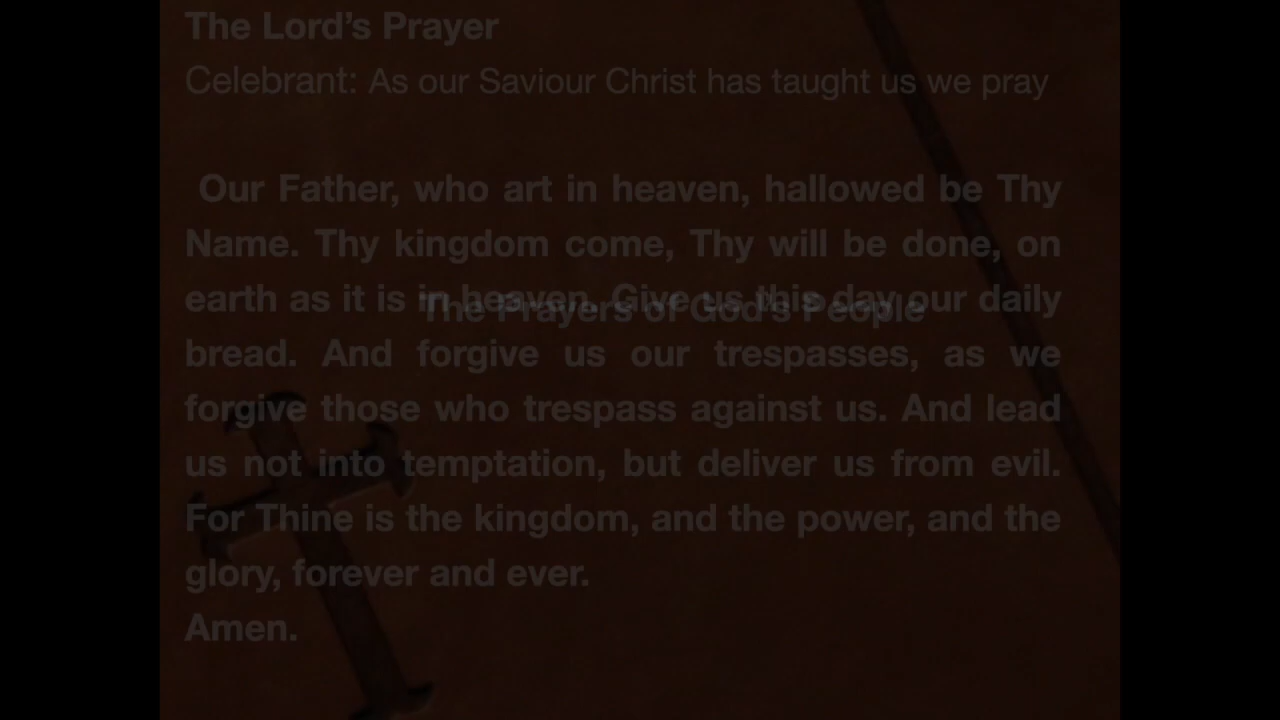 The Lord's Prayer
Celebrant: As our Saviour Christ has taught us we pray
Our Father, who art in heaven, hallowed be Thy
Name. Thy kingdom come, Thy will be done, on
earth as it is in heaven. Give us this day our daily
The Prayers of God's People
bread. And forgive us our trespasses, as we
forgive those who trespass against us. And lead
us not into temptation, but deliver us from evil.
For Thine is the kingdom, and the power, and the
glory, forever and ever.
Amen.